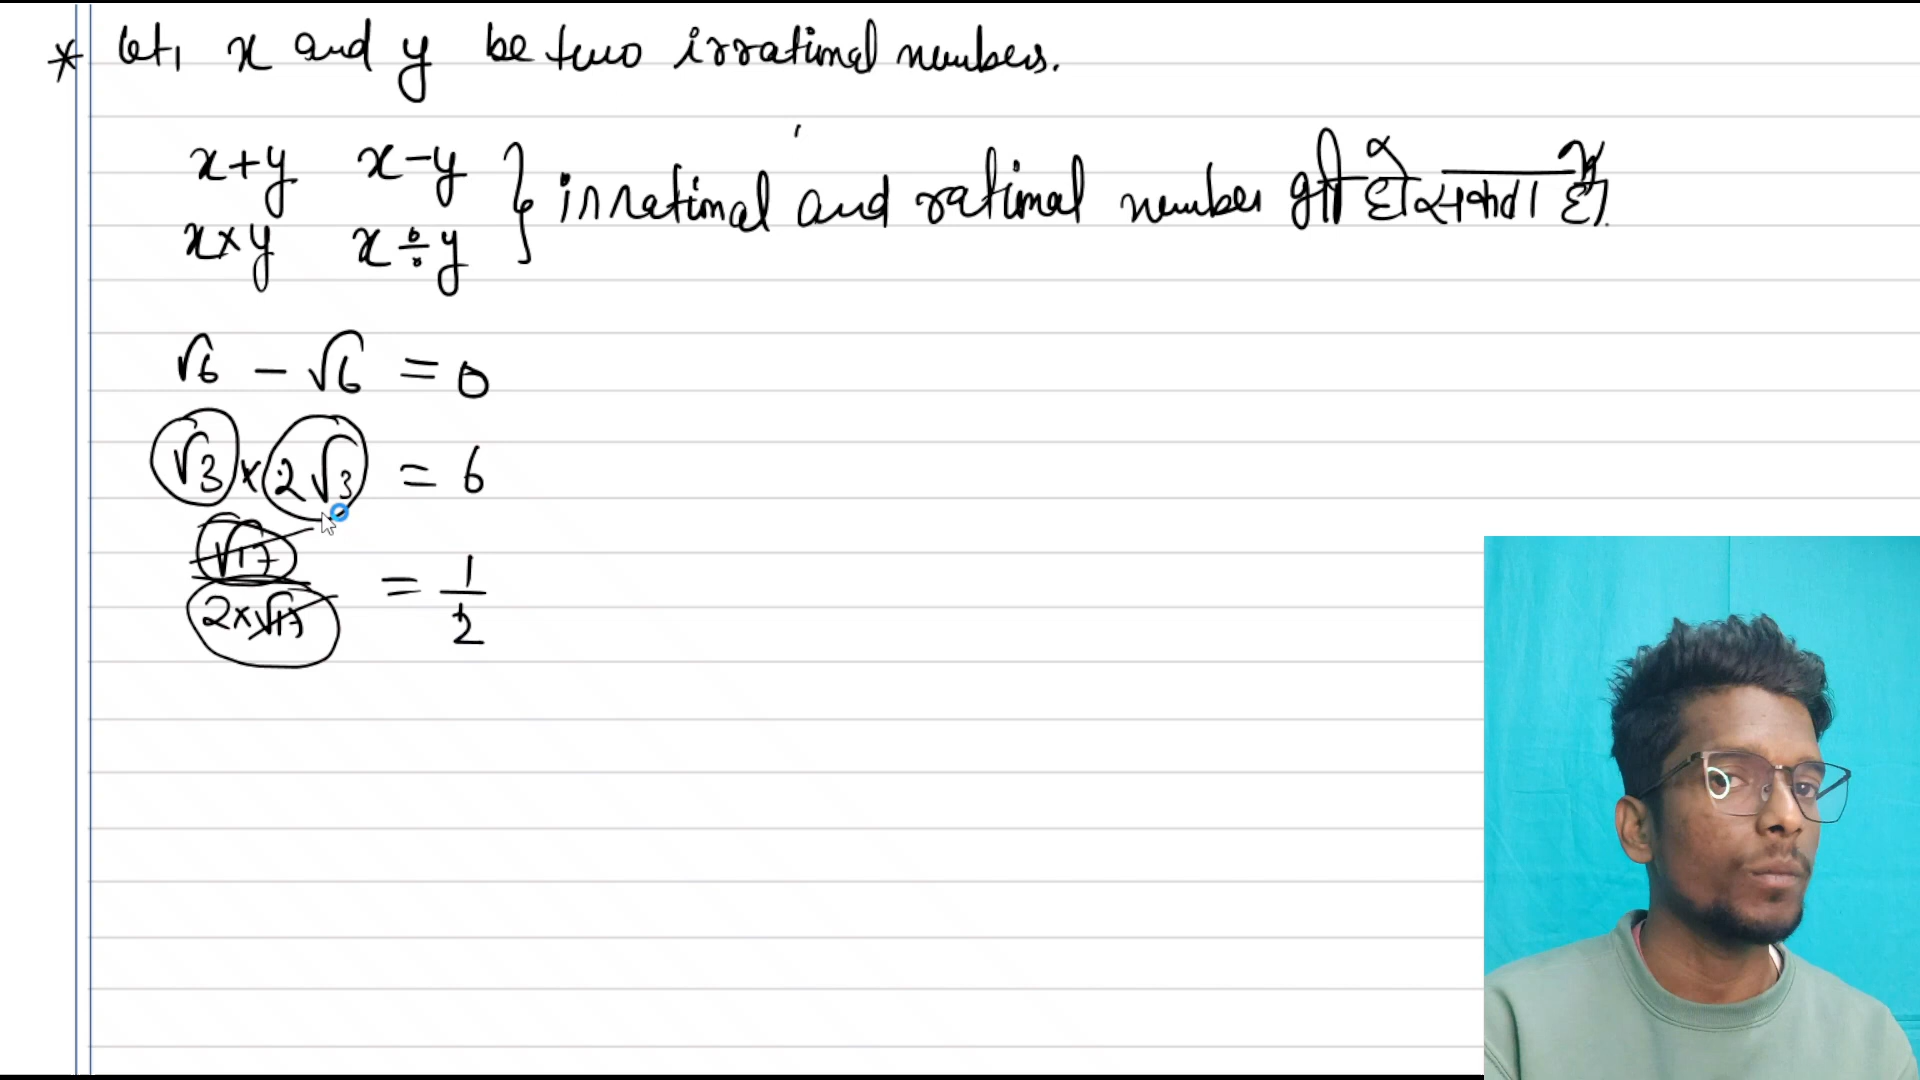 * Let, x and y be two irrational numbers.
x+y x-y
x×y x÷y } irrational and rational number भी हो सकता है।
√6 - √6 = 0
√3 × 2√3 = 6
√17 / 2×√17 = 1/2